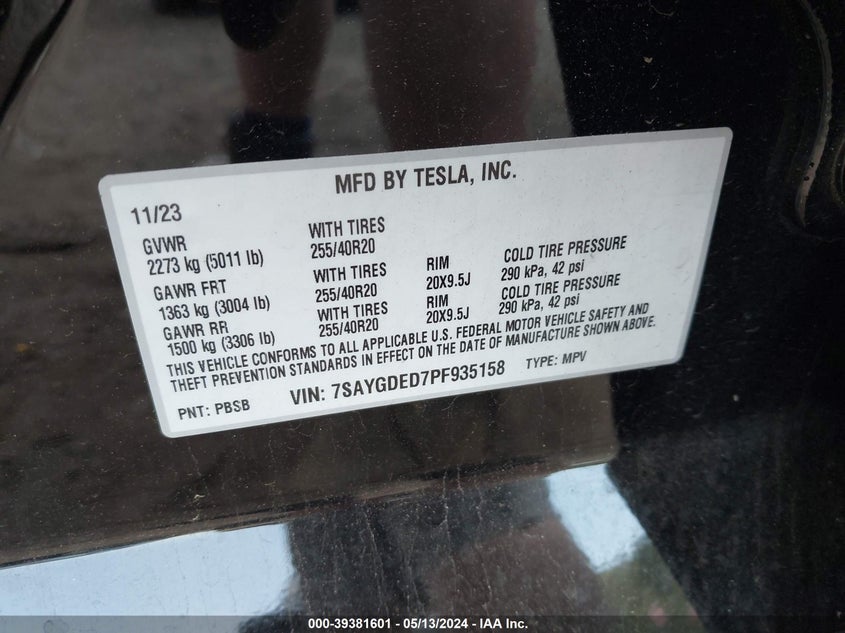 MFD BY TESLA, INC.
11/23
GVWR WITH TIRES
2273 kg (5011 lb) 255/40R20
GAWR FRT WITH TIRES RIM COLD TIRE PRESSURE
1363 kg (3004 lb) 255/40R20 20X9.5J 290 kPa, 42 psi
GAWR RR WITH TIRES RIM COLD TIRE PRESSURE
1500 kg (3306 lb) 255/40R20 20X9.5J 290 kPa, 42 psi
THIS VEHICLE CONFORMS TO ALL APPLICABLE U.S. FEDERAL MOTOR VEHICLE SAFETY AND
THEFT PREVENTION STANDARDS IN EFFECT ON THE DATE OF MANUFACTURE SHOWN ABOVE.
PNT: PBSB VIN: 7SAYGDED7PF935158 TYPE: MPV
000-39381601 - 05/13/2024 - IAA Inc.